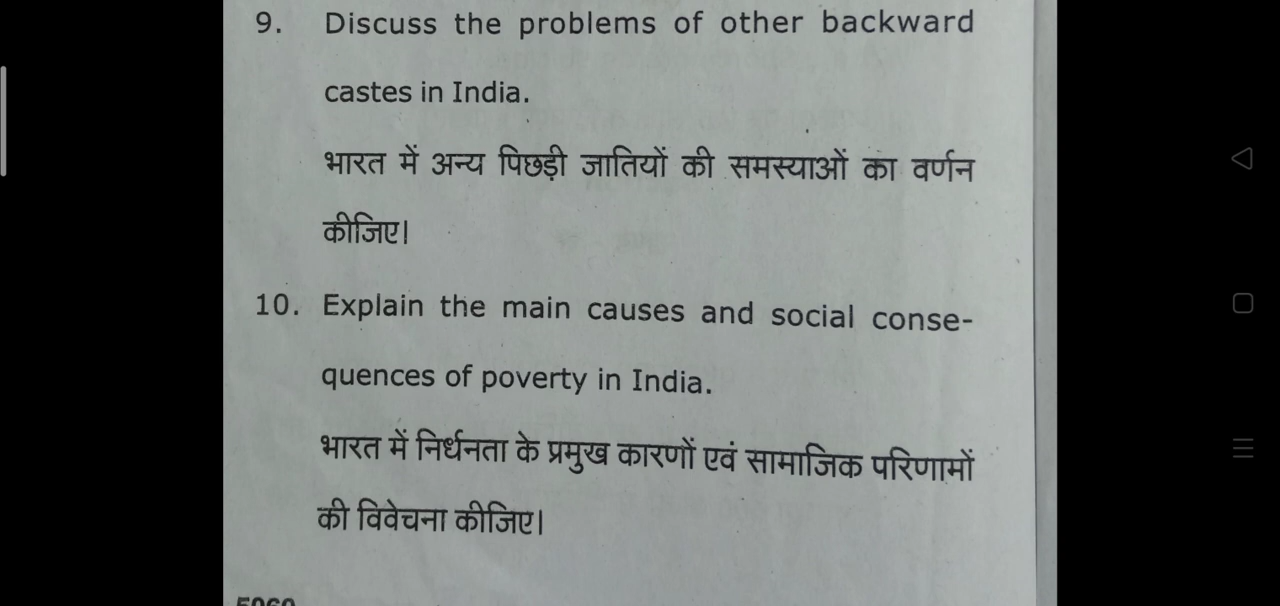 9. Discuss the problems of other backward
castes in India.
भारत में अन्य पिछड़ी जातियों की समस्याओं का वर्णन
कीजिए।
10. Explain the main causes and social conse-
quences of poverty in India.
भारत में निर्धनता के प्रमुख कारणों एवं सामाजिक परिणामों
की विवेचना कीजिए।